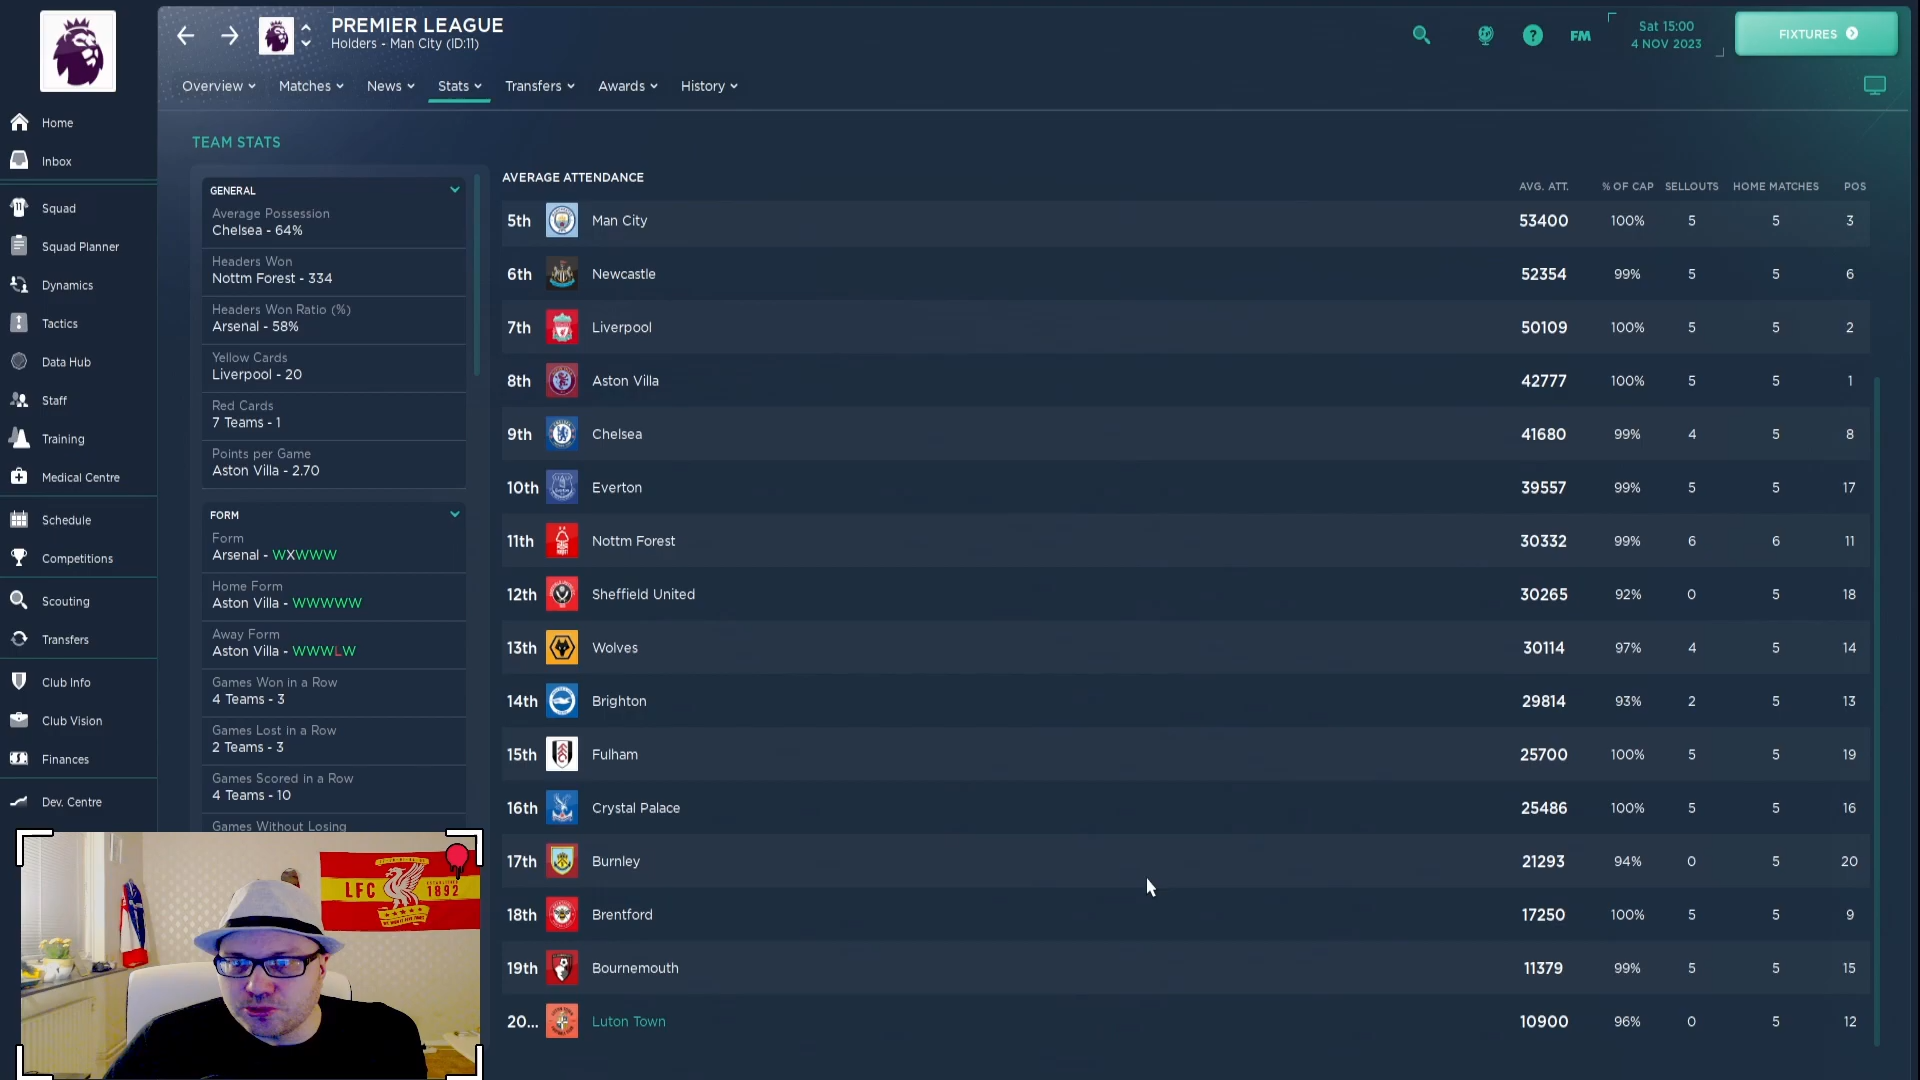 PREMIER LEAGUE
Holders - Man City (ID:11)
FM
Sat 15:00
4 NOV 2023
FIXTURES
Overview
Matches
News
Stats
Transfers
Awards
History
Home
Inbox
Squad
Squad Planner
Dynamics
Tactics
Data Hub
Staff
Training
Medical Centre
Schedule
Competitions
Scouting
Transfers
Club Info
Club Vision
Finances
Dev. Centre
TEAM STATS
GENERAL
Average Possession
Chelsea - 64%
Headers Won
Nottm Forest - 334
Headers Won Ratio (%)
Arsenal - 58%
Yellow Cards
Liverpool - 20
Red Cards
7 Teams - 1
Points per Game
Aston Villa - 2.70
FORM
Form
Arsenal - WXWWW
Home Form
Aston Villa - WWWWW
Away Form
Aston Villa - WWWLW
Games Won in a Row
4 Teams - 3
Games Lost in a Row
2 Teams - 3
Games Scored in a Row
4 Teams - 10
Games Without Losing
AVERAGE ATTENDANCE
AVG. ATT. % OF CAP SELLOUTS HOME MATCHES POS
5th Man City 53400 100% 5 5 3
6th Newcastle 52354 99% 5 5 6
7th Liverpool 50109 100% 5 5 2
8th Aston Villa 42777 100% 5 5 1
9th Chelsea 41680 99% 4 5 8
10th Everton 39557 99% 5 5 17
11th Nottm Forest 30332 99% 6 6 11
12th Sheffield United 30265 92% 0 5 18
13th Wolves 30114 97% 4 5 14
14th Brighton 29814 93% 2 5 13
15th Fulham 25700 100% 5 5 19
16th Crystal Palace 25486 100% 5 5 16
17th Burnley 21293 94% 0 5 20
18th Brentford 17250 100% 5 5 9
19th Bournemouth 11379 99% 5 5 15
20... Luton Town 10900 96% 0 5 12
LFC
1892